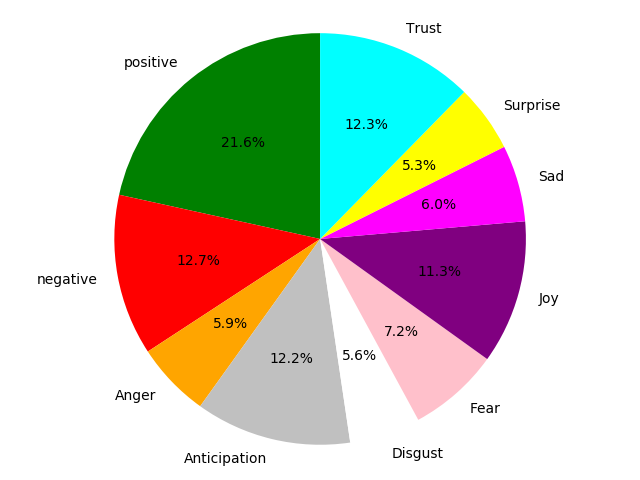 Trust
positive
Surprise
12.3%
21.6%
5.3%
Sad
6.0%
12.7%
11.3%
negative
Joy
5.9%
7.2%
12.2%
5.6%
Anger
Fear
Disgust
Anticipation